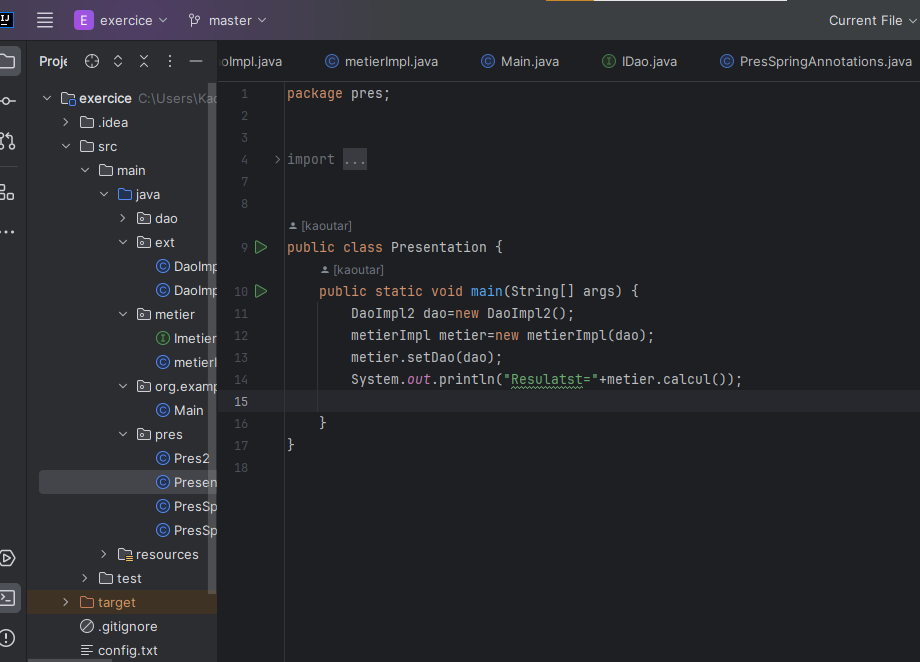 IJ
E exercice master Current File
Proje
oImpl.java metierImpl.java Main.java IDao.java PresSpringAnnotations.java
exercice C:\Users\Kao
.idea
src
main
java
dao
ext
DaoImp
DaoImp
metier
Imetier
metierI
org.examp
Main
pres
Pres2
Presen
PresSp
PresSp
resources
test
target
.gitignore
config.txt
1 package pres;
2
3
4 import ...
7
8
[kaoutar]
9 public class Presentation {
[kaoutar]
10 public static void main(String[] args) {
11 DaoImpl2 dao=new DaoImpl2();
12 metierImpl metier=new metierImpl(dao);
13 metier.setDao(dao);
14 System.out.println("Resulatst="+metier.calcul());
15
16 }
17 }
18